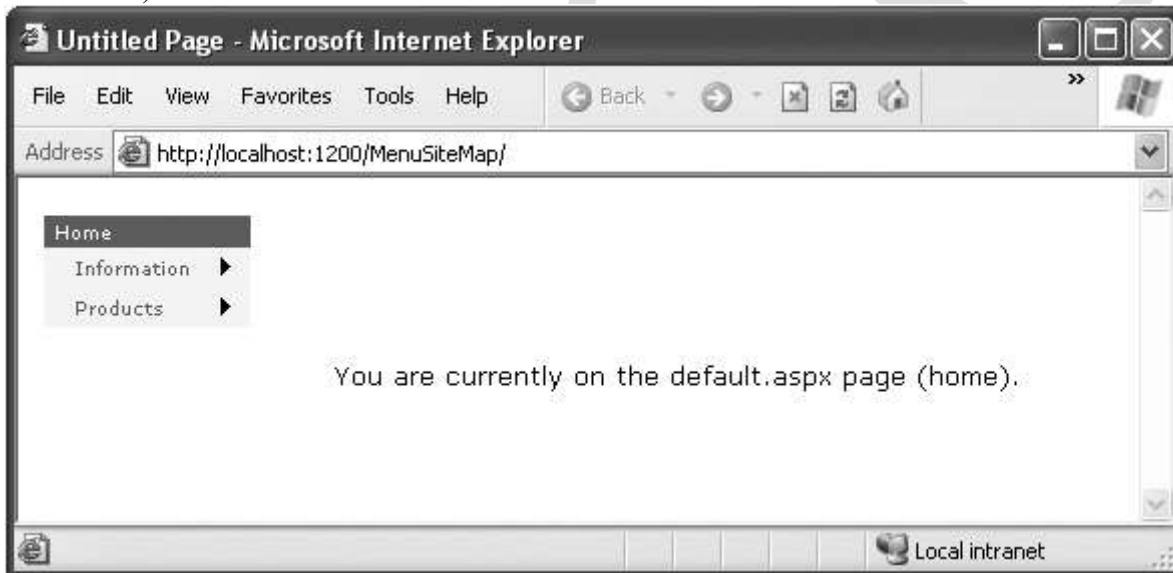 Untitled Page - Microsoft Internet Explorer
File Edit View Favorites Tools Help Back »
Address http://localhost:1200/MenuSiteMap/
Home
Information
Products
You are currently on the default.aspx page (home).
Local intranet